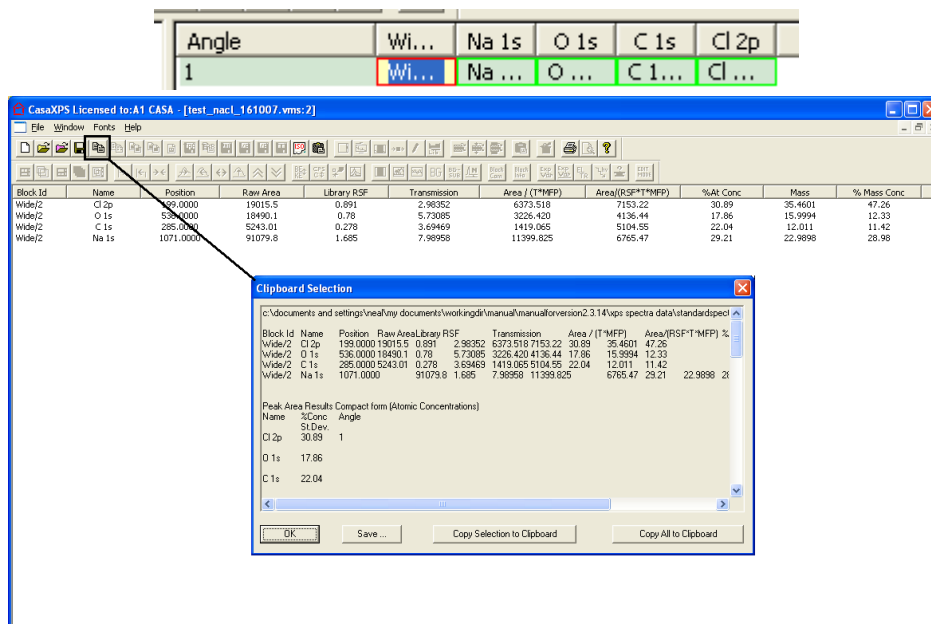 Angle Wi... Na 1s O 1s C 1s Cl 2p
1 Wi... Na ... O ... C 1... Cl ...
CasaXPS Licensed to:A1 CASA - [test_nacl_161007.vms:2]
File Window Fonts Help
Block Id Name Position Raw Area Library RSF Transmission Area / (T*MFP) Area/(RSF*T*MFP) %At Conc Mass % Mass Conc
Wide/2 Cl 2p 199.0000 19015.5 0.891 2.98352 6373.518 7153.22 30.89 35.4601 47.26
Wide/2 O 1s 536.0000 18490.1 0.78 5.73085 3226.420 4136.44 17.86 15.9994 12.33
Wide/2 C 1s 285.0000 5243.01 0.278 3.69469 1419.065 5104.55 22.04 12.011 11.42
Wide/2 Na 1s 1071.0000 91079.8 1.685 7.98958 11399.825 6765.47 29.21 22.9898 28.98
Clipboard Selection
c:\documents and settings\neal\my documents\workingdir\manual\manualforversion2.3.14\xps spectra data\standardspect
Block Id Name Position Raw AreaLibrary RSF Transmission Area / (T*MFP) Area/(RSF*T*MFP) %
Wide/2 Cl 2p 199.0000 19015.5 0.891 2.98352 6373.518 7153.22 30.89 35.4601 47.26
Wide/2 O 1s 536.0000 18490.1 0.78 5.73085 3226.420 4136.44 17.86 15.9994 12.33
Wide/2 C 1s 285.0000 5243.01 0.278 3.69469 1419.065 5104.55 22.04 12.011 11.42
Wide/2 Na 1s 1071.0000 91079.8 1.685 7.98958 11399.825 6765.47 29.21 22.9898 28
Peak Area Results Compact form (Atomic Concentrations)
Name %Conc Angle
St.Dev.
Cl 2p 30.89 1
O 1s 17.86
C 1s 22.04
OK Save ... Copy Selection to Clipboard Copy All to Clipboard